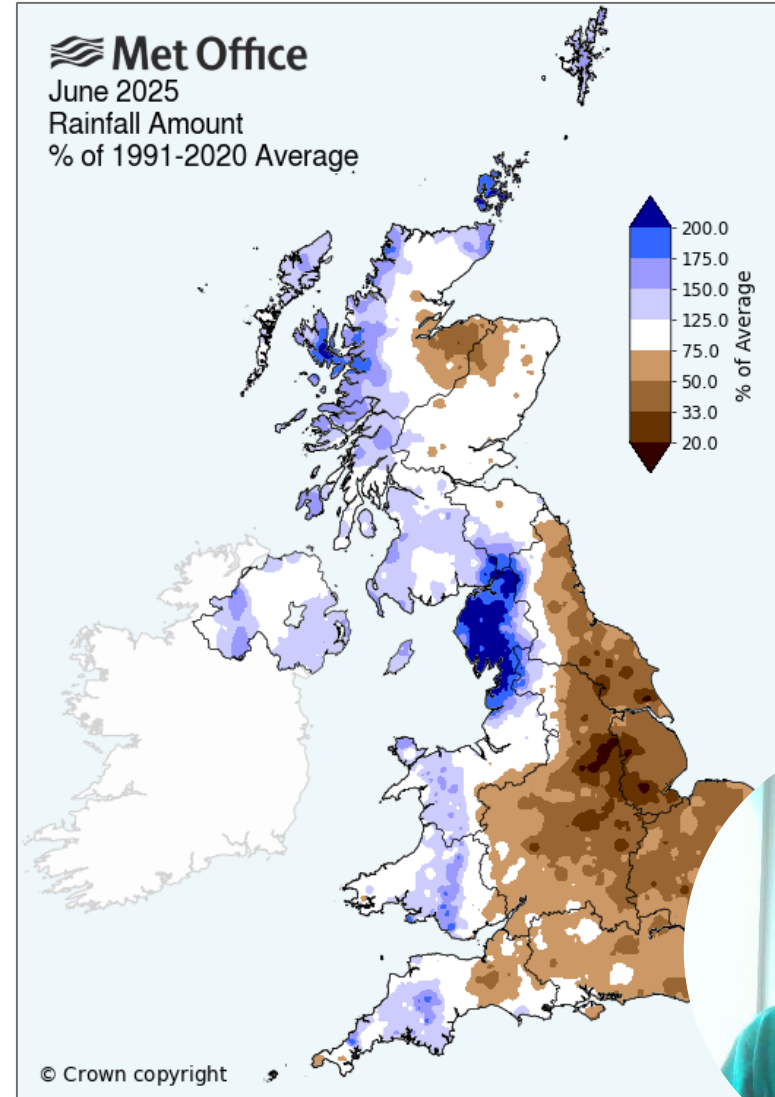 Met Office
June 2025
Rainfall Amount
% of 1991-2020 Average
200.0
175.0
150.0
125.0
75.0
50.0
33.0
20.0
% of Average
© Crown copyright